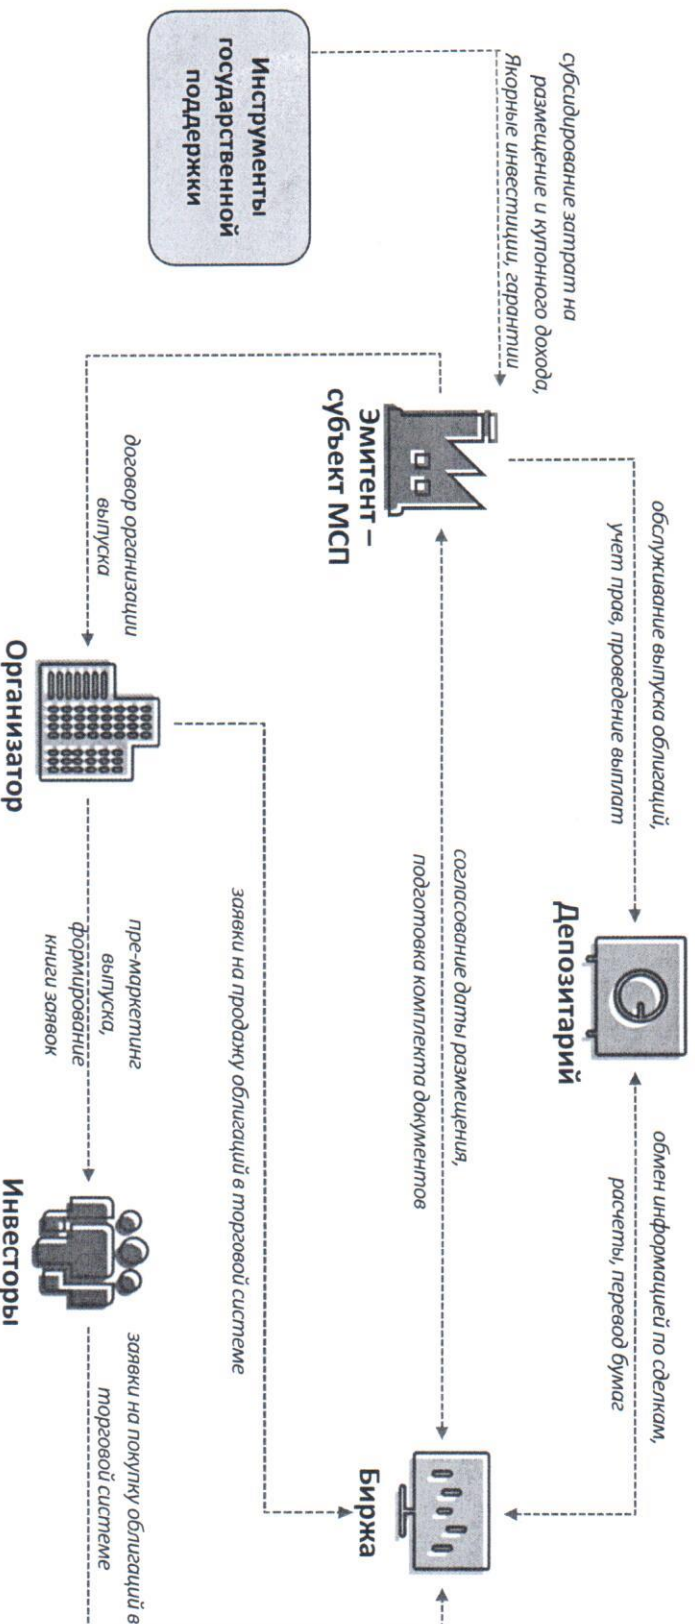 Инструменты
государственной
поддержки
субсидирование затрат на
размещение и купонного дохода,
Якорные инвестиции, гарантии
Эмитент –
субъект МСП
обслуживание выпуска облигаций,
учет прав, проведение выплат
Депозитарий
обмен информацией по сделкам,
расчеты, перевод бумаг
согласование даты размещения,
подготовка комплекта документов
Биржа
договор организации
выпуска
Организатор
заявки на продажу облигаций в торговой системе
пре-маркетинг
выпуска,
формирование
книги заявок
Инвесторы
заявки на покупку облигаций в
торговой системе